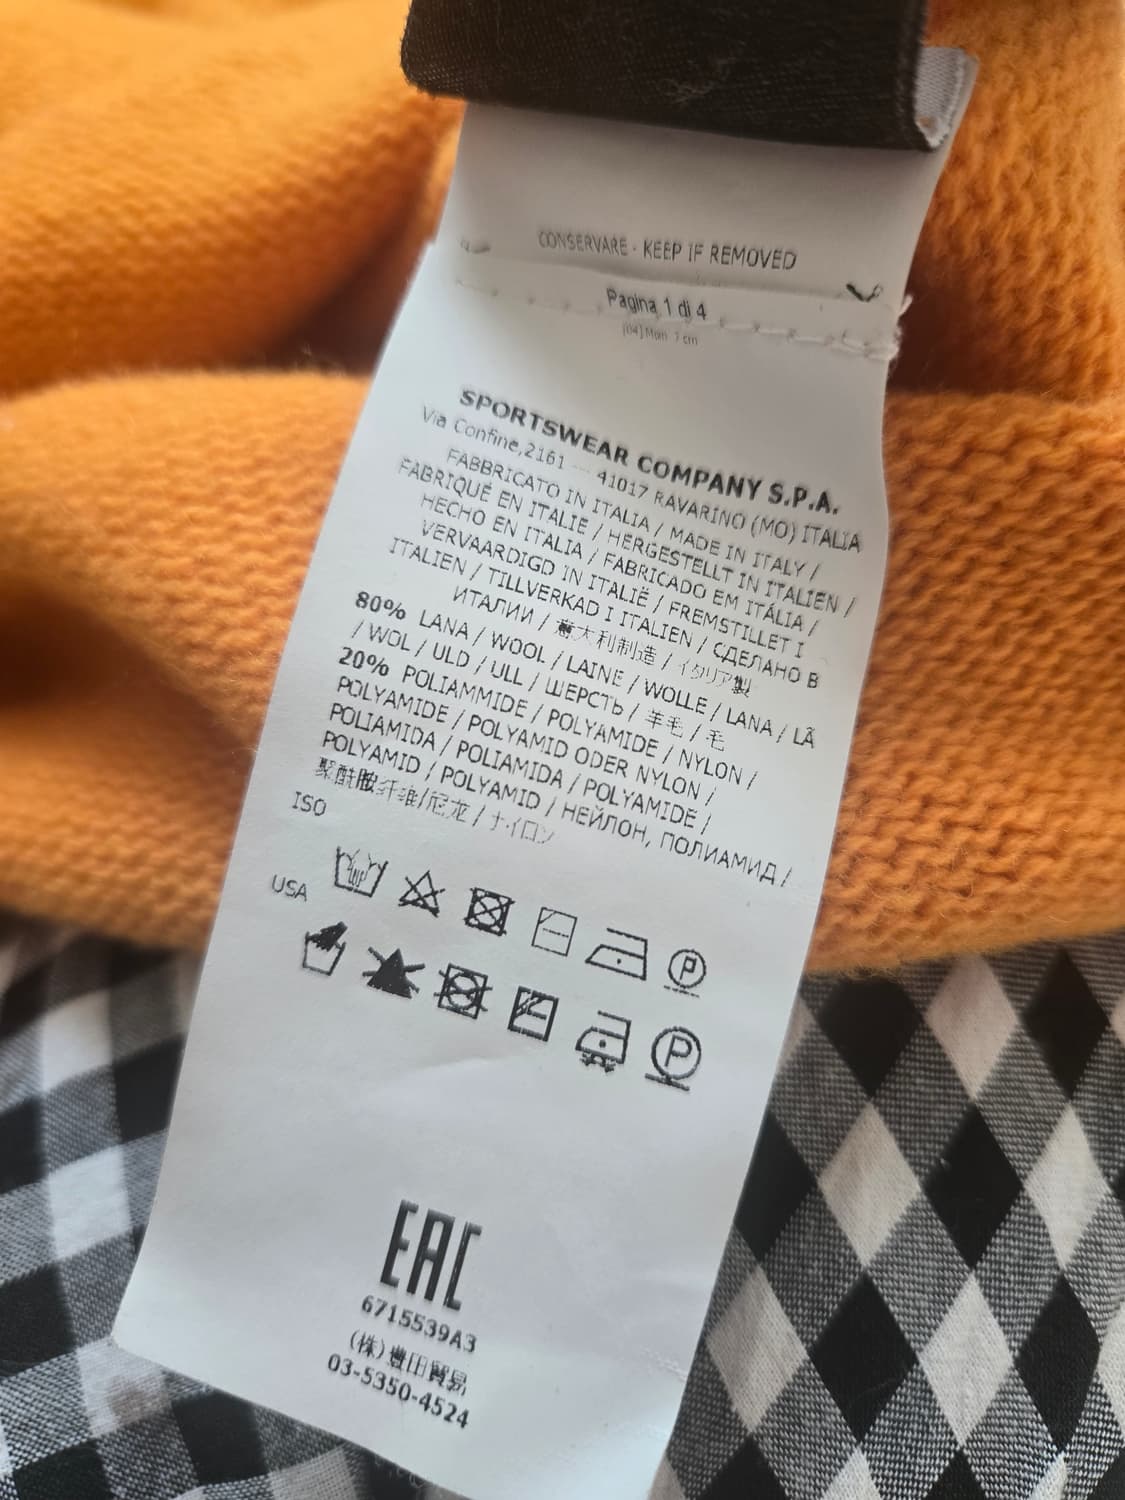 CONSERVARE - KEEP IF REMOVED
Pagina 1 di 4
[04]Mon 7 cm
SPORTSWEAR COMPANY S.P.A.
Via Confine,2161 -- 41017 RAVARINO (MO) ITALIA
FABBRICATO IN ITALIA / MADE IN ITALY /
FABRIQUÉ EN ITALIE / HERGESTELLT IN ITALIEN /
HECHO EN ITALIA / FABRICADO EM ITÁLIA /
VERVAARDIGD IN ITALIË / FREMSTILLET I
ITALIEN / TILLVERKAD I ITALIEN / СДЕЛАНО В
ИТАЛИИ / 意大利制造 / イタリア製
80% LANA / WOOL / LAINE / WOLLE / LANA / LÃ
/ WOL / ULD / ULL / ШЕРСТЬ / 羊毛 / 毛
20% POLIAMMIDE / POLYAMIDE / NYLON /
POLYAMIDE / POLYAMID ODER NYLON /
POLIAMIDA / POLIAMIDA / POLYAMIDE /
POLYAMID / POLYAMID / НЕЙЛОН, ПОЛИАМИД /
聚酰胺纤维/尼龙 / ナイロン
ISO
P
USA
P
EAC
6715539A3
(株)豊田貿易
03-5350-4524